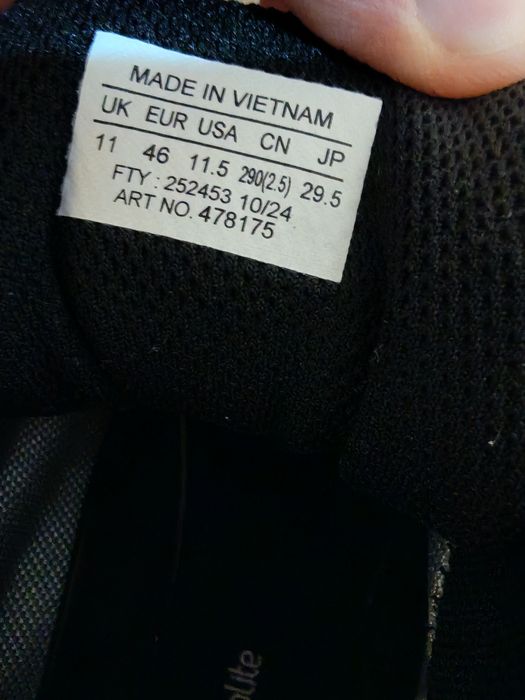 MADE IN VIETNAM
UK EUR USA CN JP
11 46 11.5 290(2.5) 29.5
FTY : 252453 10/24
ART NO. 478175